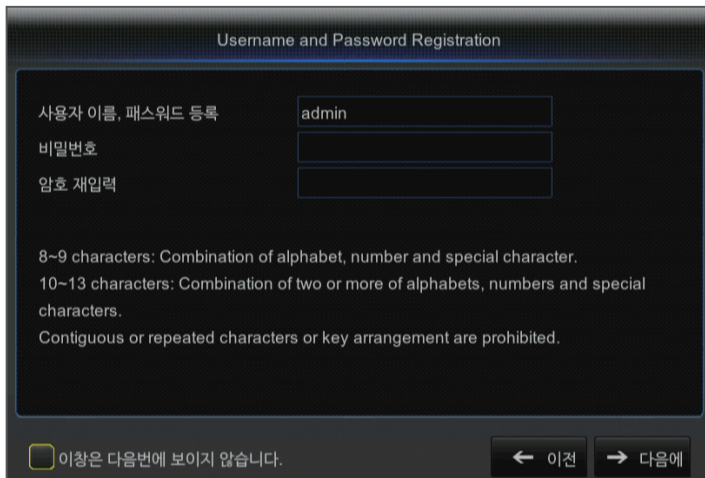 Username and Password Registration
사용자 이름, 패스워드 등록
admin
비밀번호
암호 재입력
8~9 characters: Combination of alphabet, number and special character.
10~13 characters: Combination of two or more of alphabets, numbers and special
characters.
Contiguous or repeated characters or key arrangement are prohibited.
이창은 다음번에 보이지 않습니다.
이전
다음에